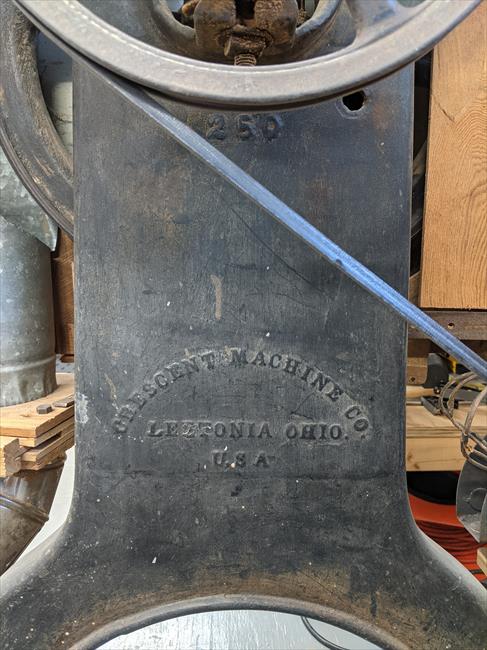 250
CRESCENT MACHINE CO.
LEETONIA OHIO.
U.S.A